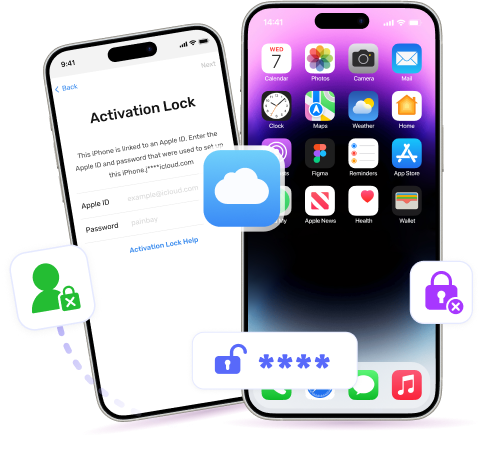 9:41
Back
Next
Activation Lock
This iPhone is linked to an Apple ID. Enter the
Apple ID and password that were used to set up
this iPhone.j****icloud.com
Apple ID
example@icloud.com
Password
Activation Lock Help
14:41
WED
7
Calendar
Photos
Camera
Mail
Clock
Maps
Weather
Home
Figma
Reminders
App Store
Apple News
Health
Wallet
****